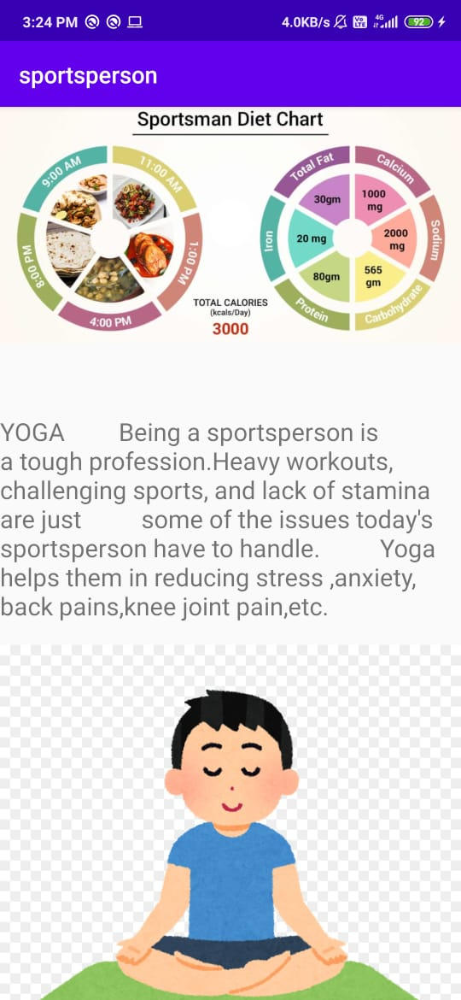 3:24 PM 4.0KB/s Vo LTE 4G 92
sportsperson
Sportsman Diet Chart
9:00 AM
11:00 AM
1:00 PM
4:00 PM
8:00 PM
TOTAL CALORIES
(kcals/Day)
3000
Total Fat
30gm
Calcium
1000
mg
Sodium
2000
mg
Carbohydrate
565
gm
Protein
80gm
Iron
20 mg
YOGA Being a sportsperson is
a tough profession.Heavy workouts,
challenging sports, and lack of stamina
are just some of the issues today's
sportsperson have to handle. Yoga
helps them in reducing stress ,anxiety,
back pains,knee joint pain,etc.